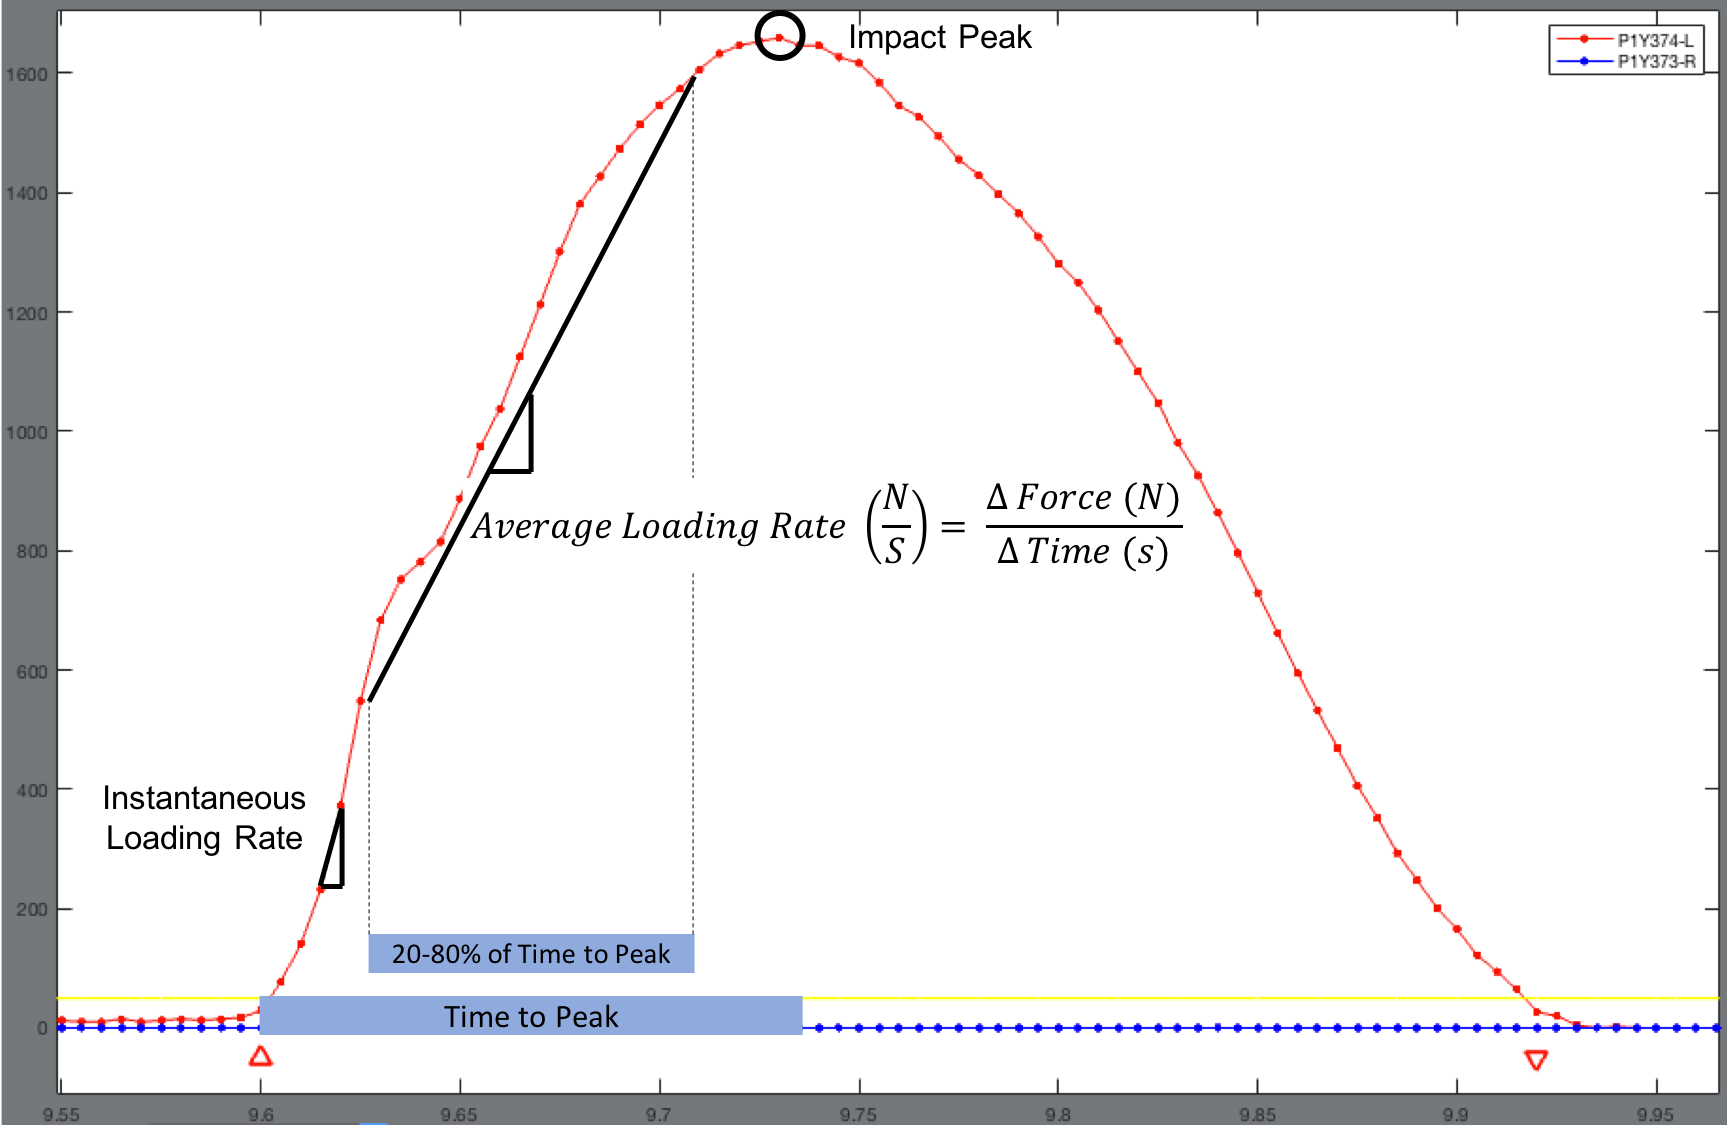 Impact Peak
P1Y374-L
P1Y373-R
1600
1400
1200
1000
800
600
400
200
0
Average Loading Rate (N/S) = Δ Force (N) / Δ Time (s)
Instantaneous
Loading Rate
20-80% of Time to Peak
Time to Peak
9.55 9.6 9.65 9.7 9.75 9.8 9.85 9.9 9.95